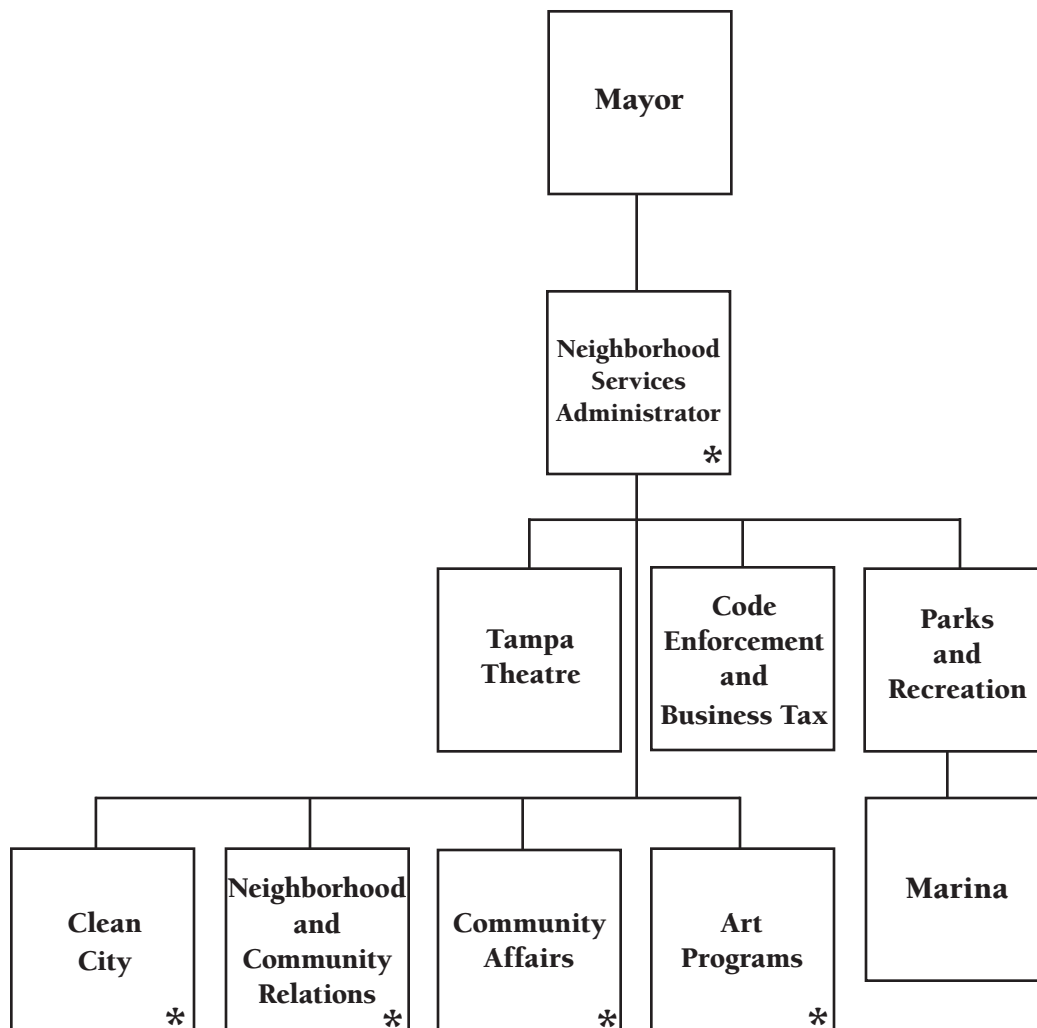 Mayor
Neighborhood
Services
Administrator
*
Tampa
Theatre
Code
Enforcement
and
Business Tax
Parks
and
Recreation
Clean
City
*
Neighborhood
and
Community
Relations
*
Community
Affairs
*
Art
Programs
*
Marina